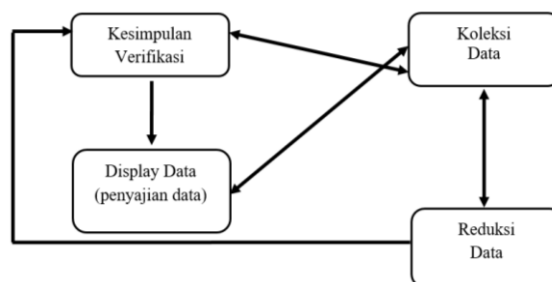 Kesimpulan
Verifikasi
Koleksi
Data
Display Data
(penyajian data)
Reduksi
Data